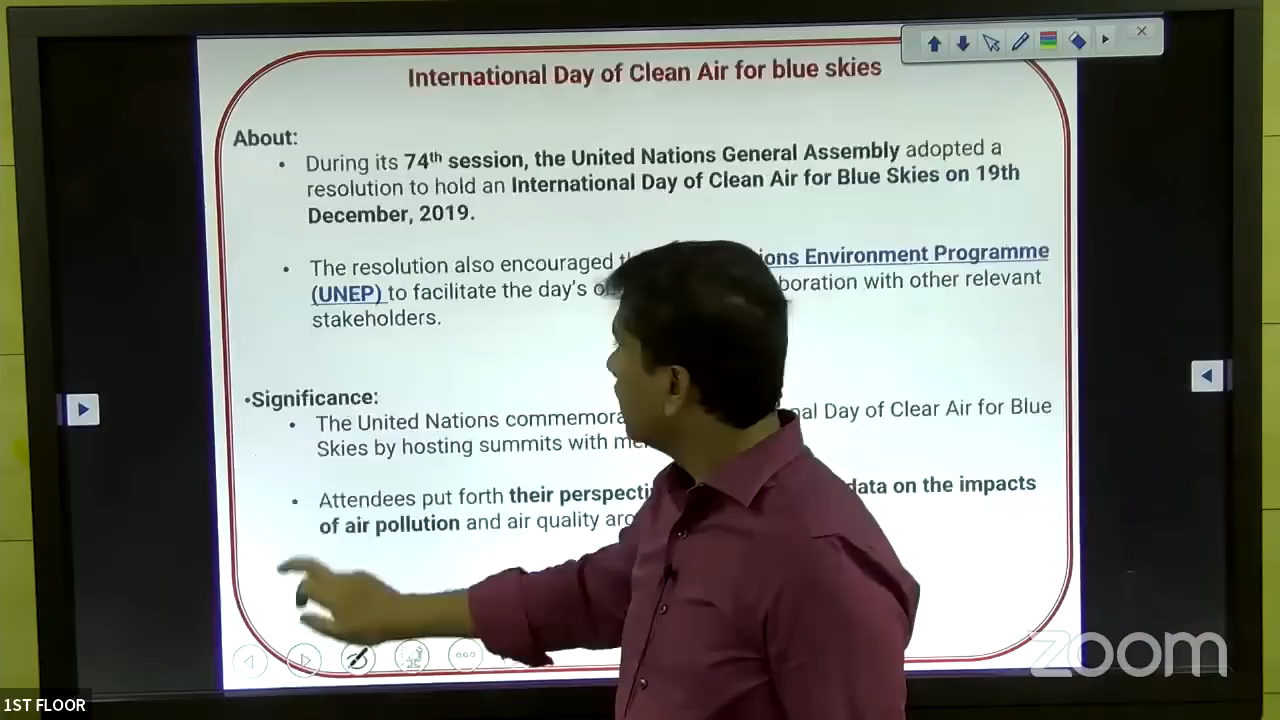 International Day of Clean Air for blue skies
About:
• During its 74th session, the United Nations General Assembly adopted a
resolution to hold an International Day of Clean Air for Blue Skies on 19th
December, 2019.
• The resolution also encouraged ions Environment Programme
(UNEP) to facilitate the day's boration with other relevant
stakeholders.
•Significance:
• The United Nations commemora nal Day of Clear Air for Blue
Skies by hosting summits with
• Attendees put forth their perspecti data on the impacts
of air pollution and air quality
zoom
1ST FLOOR